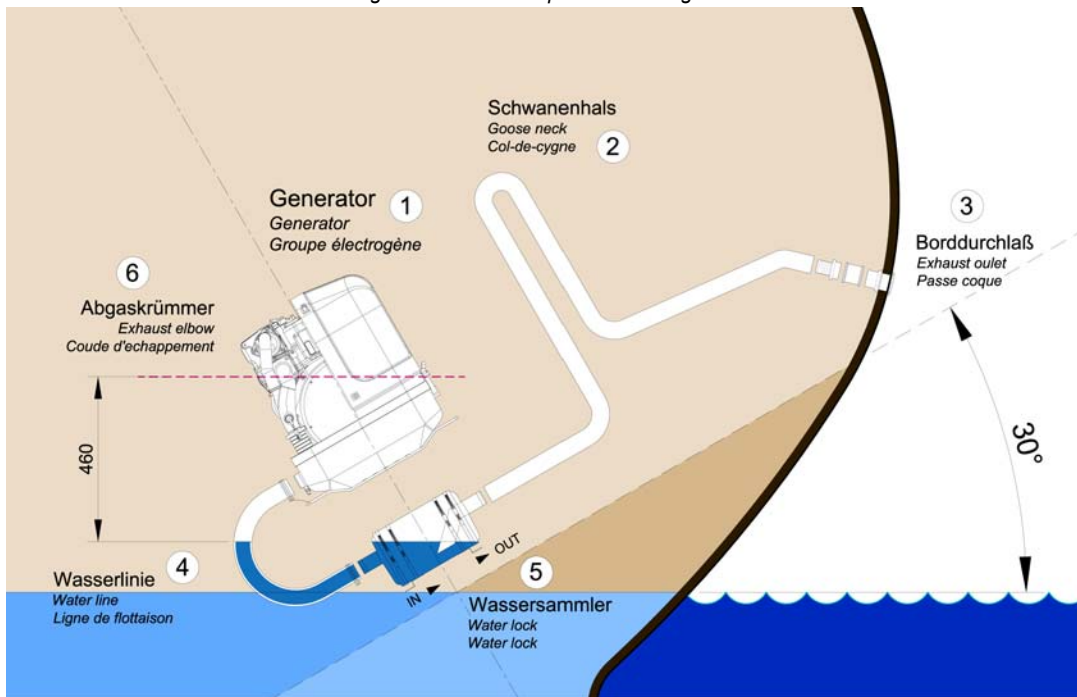 Schwanenhals
Goose neck
Col-de-cygne
2
Generator
Generator
Groupe électrogène
1
3
Borddurchlaß
Exhaust oulet
Passe coque
6
Abgaskrümmer
Exhaust elbow
Coude d'echappement
460
30°
4
Wasserlinie
Water line
Ligne de flottaison
IN
OUT
5
Wassersammler
Water lock
Water lock